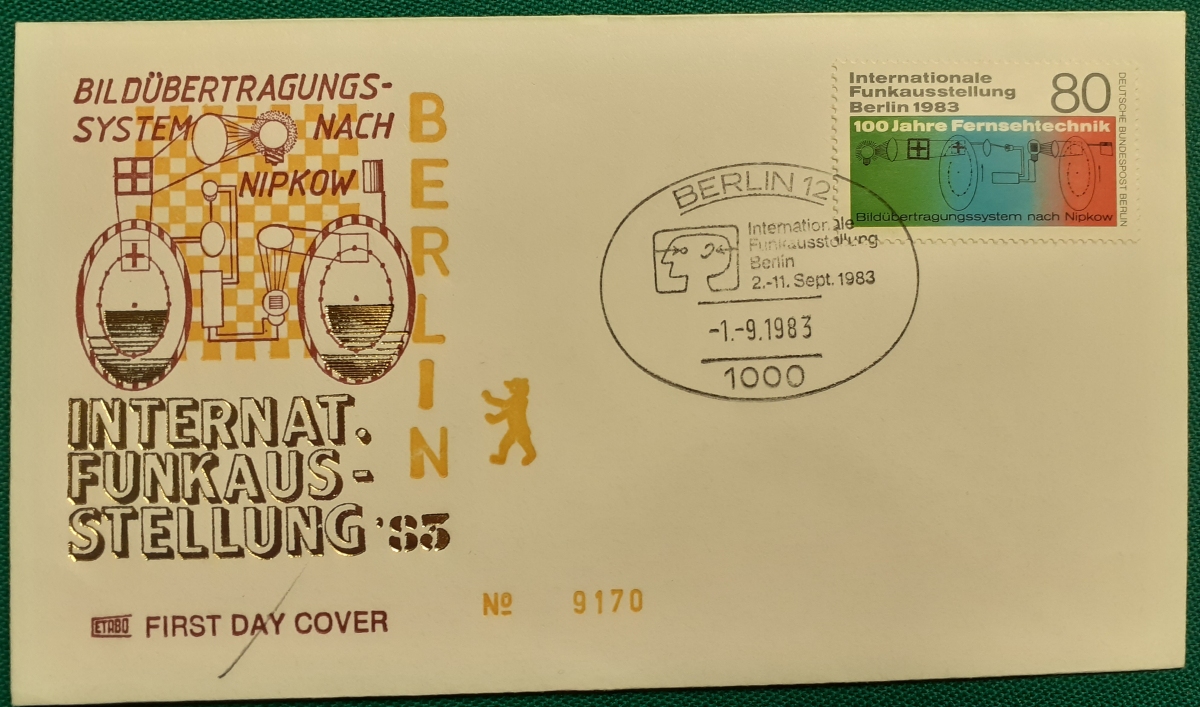 BILDÜBERTRAGUNGS-
SYSTEM NACH
NIPKOW
BERLIN
INTERNAT.
FUNKAUS-
STELLUNG '83
ETABO FIRST DAY COVER
No 9170
BERLIN 12
Internationale
Funkausstellung
Berlin
2.-11. Sept. 1983
-1.-9.1983
1000
Internationale
Funkausstellung
Berlin 1983
80
100 Jahre Fernsehtechnik
Bildübertragungssystem nach Nipkow
DEUTSCHE BUNDESPOST BERLIN